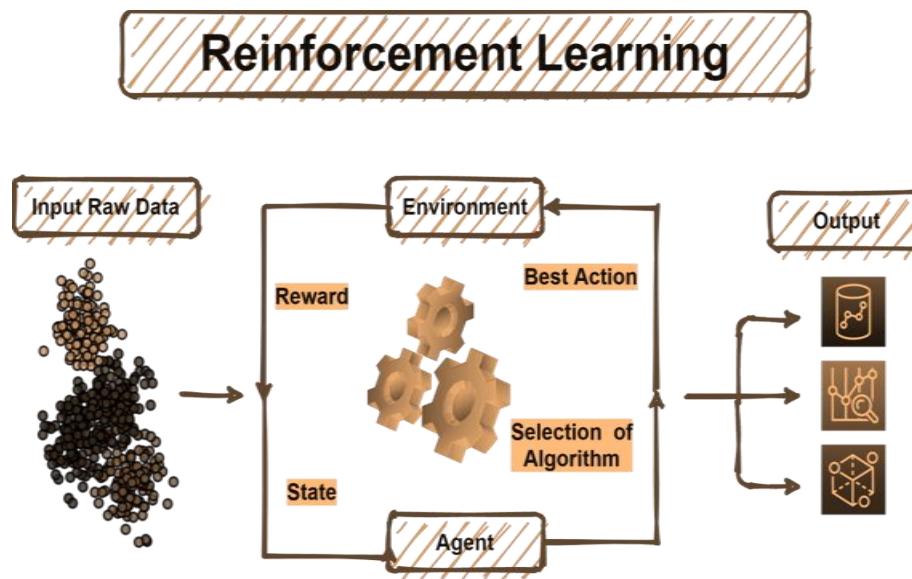 Reinforcement Learning
Input Raw Data
Environment
Output
Reward
Best Action
Selection of
Algorithm
State
Agent